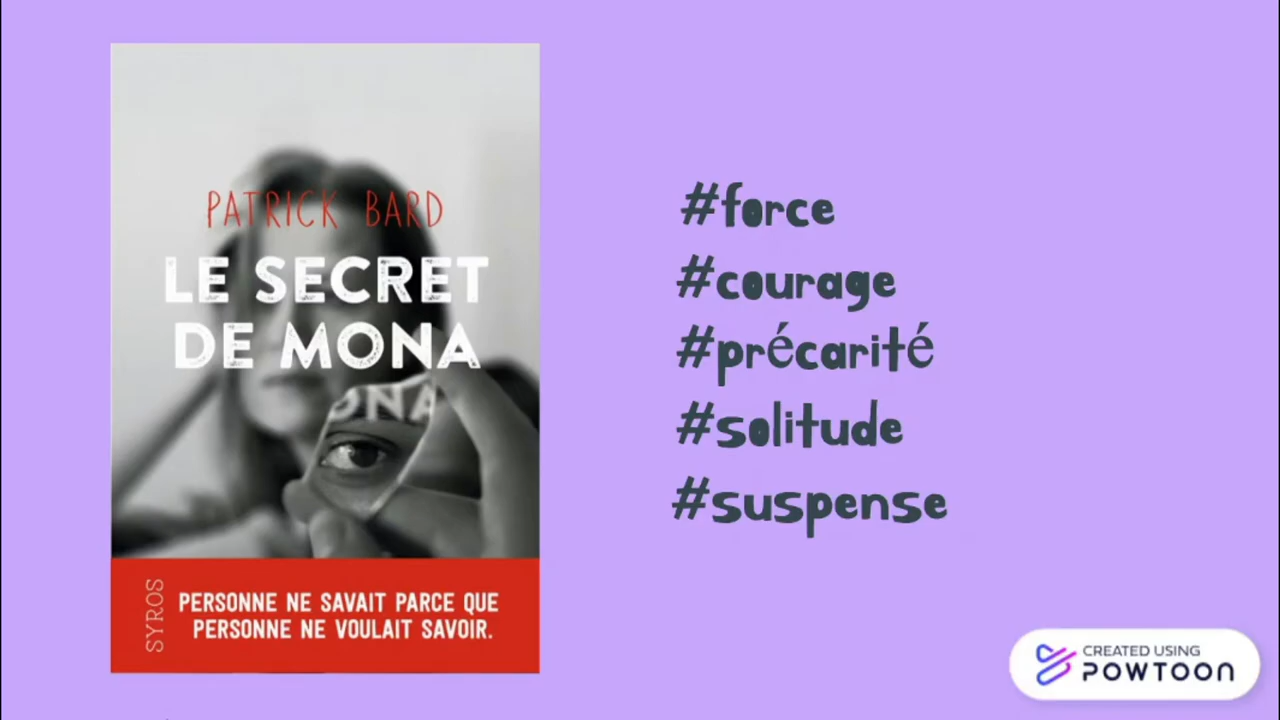 PATRICK BARD
LE SECRET
DE MONA
ONA
SYROS
PERSONNE NE SAVAIT PARCE QUE
PERSONNE NE VOULAIT SAVOIR.
#force
#courage
#précarité
#solitude
#suspense
CREATED USING
POWTOON